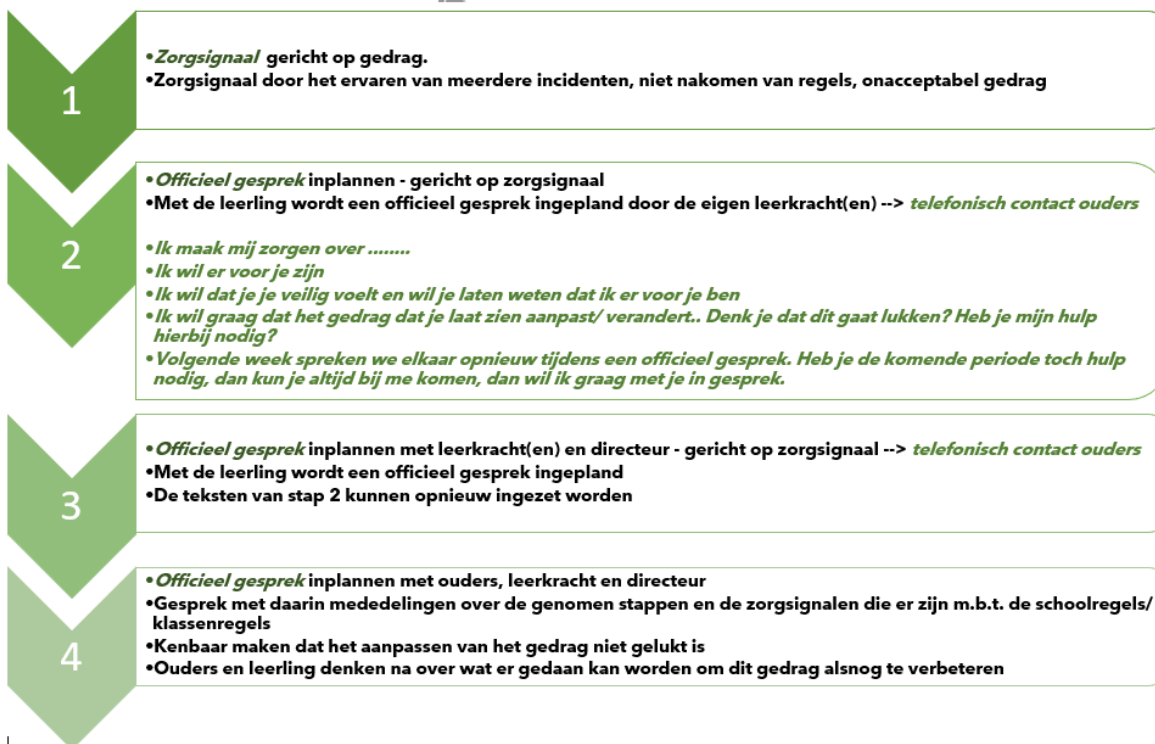 1
•Zorgsignaal gericht op gedrag.
•Zorgsignaal door het ervaren van meerdere incidenten, niet nakomen van regels, onacceptabel gedrag
2
•Officieel gesprek inplannen - gericht op zorgsignaal
•Met de leerling wordt een officieel gesprek ingepland door de eigen leerkracht(en) --> telefonisch contact ouders
•Ik maak mij zorgen over ........
•Ik wil er voor je zijn
•Ik wil dat je je veilig voelt en wil je laten weten dat ik er voor je ben
•Ik wil graag dat het gedrag dat je laat zien aanpast/ verandert.. Denk je dat dit gaat lukken? Heb je mijn hulp
hierbij nodig?
•Volgende week spreken we elkaar opnieuw tijdens een officieel gesprek. Heb je de komende periode toch hulp
nodig, dan kun je altijd bij me komen, dan wil ik graag met je in gesprek.
3
•Officieel gesprek inplannen met leerkracht(en) en directeur - gericht op zorgsignaal --> telefonisch contact ouders
•Met de leerling wordt een officieel gesprek ingepland
•De teksten van stap 2 kunnen opnieuw ingezet worden
4
•Officieel gesprek inplannen met ouders, leerkracht en directeur
•Gesprek met daarin mededelingen over de genomen stappen en de zorgsignalen die er zijn m.b.t. de schoolregels/
klassenregels
•Kenbaar maken dat het aanpassen van het gedrag niet gelukt is
•Ouders en leerling denken na over wat er gedaan kan worden om dit gedrag alsnog te verbeteren